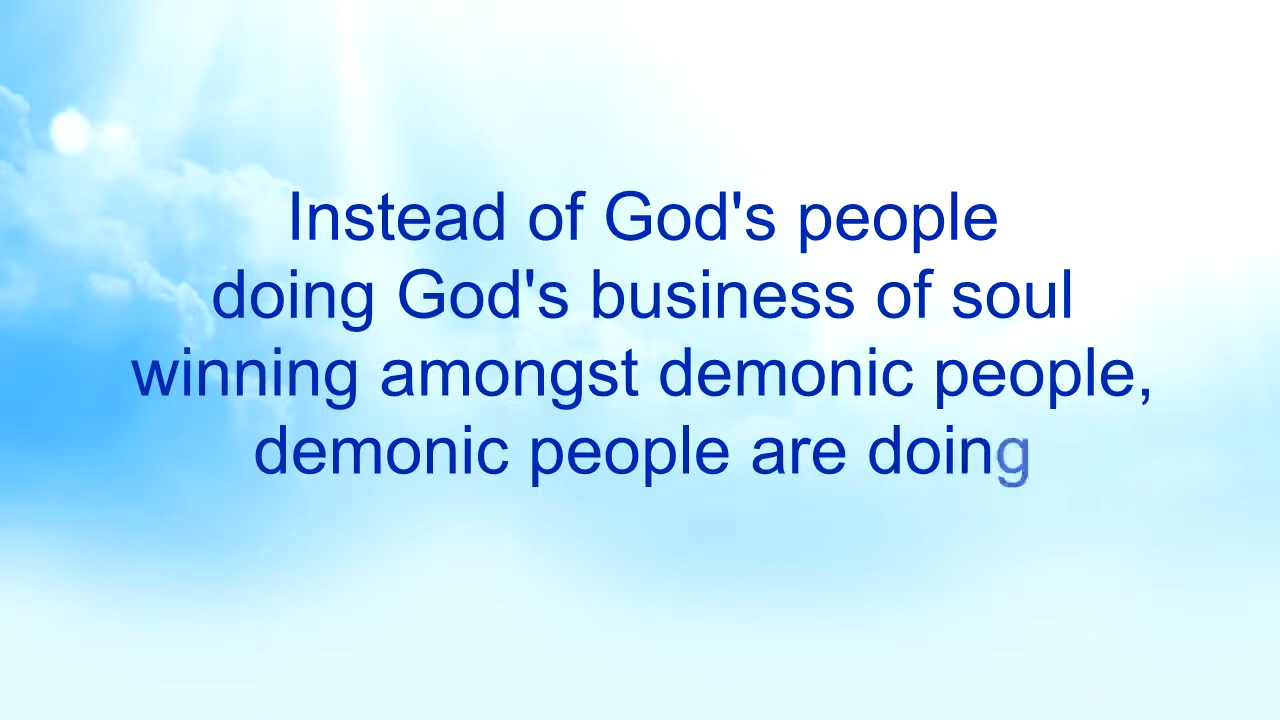 Instead of God's people
doing God's business of soul
winning amongst demonic people,
demonic people are doing